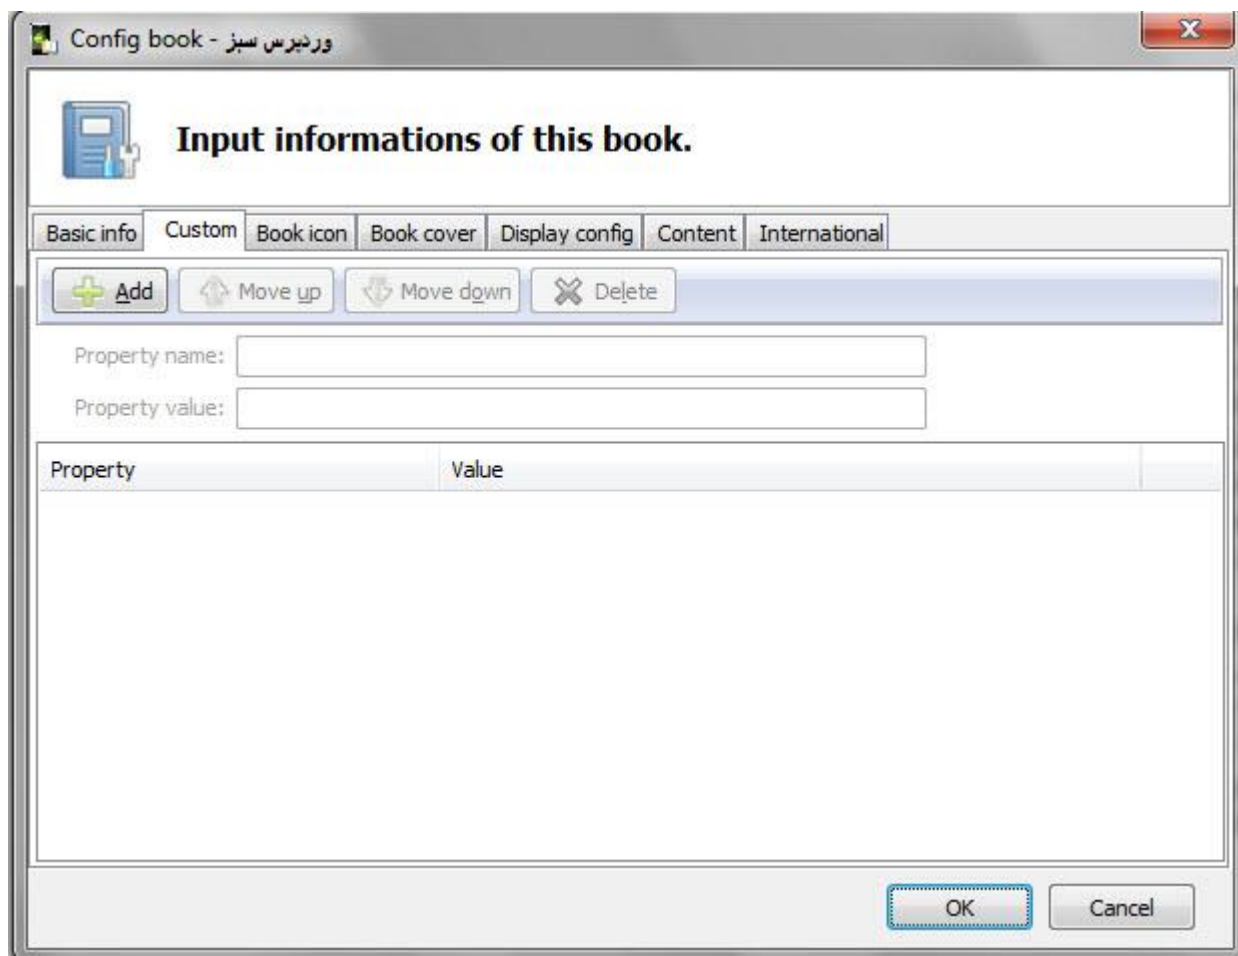 Config book - وردپرس سبز
Input informations of this book.
Basic info Custom Book icon Book cover Display config Content International
Add Move up Move down Delete
Property name:
Property value:
Property Value
OK Cancel